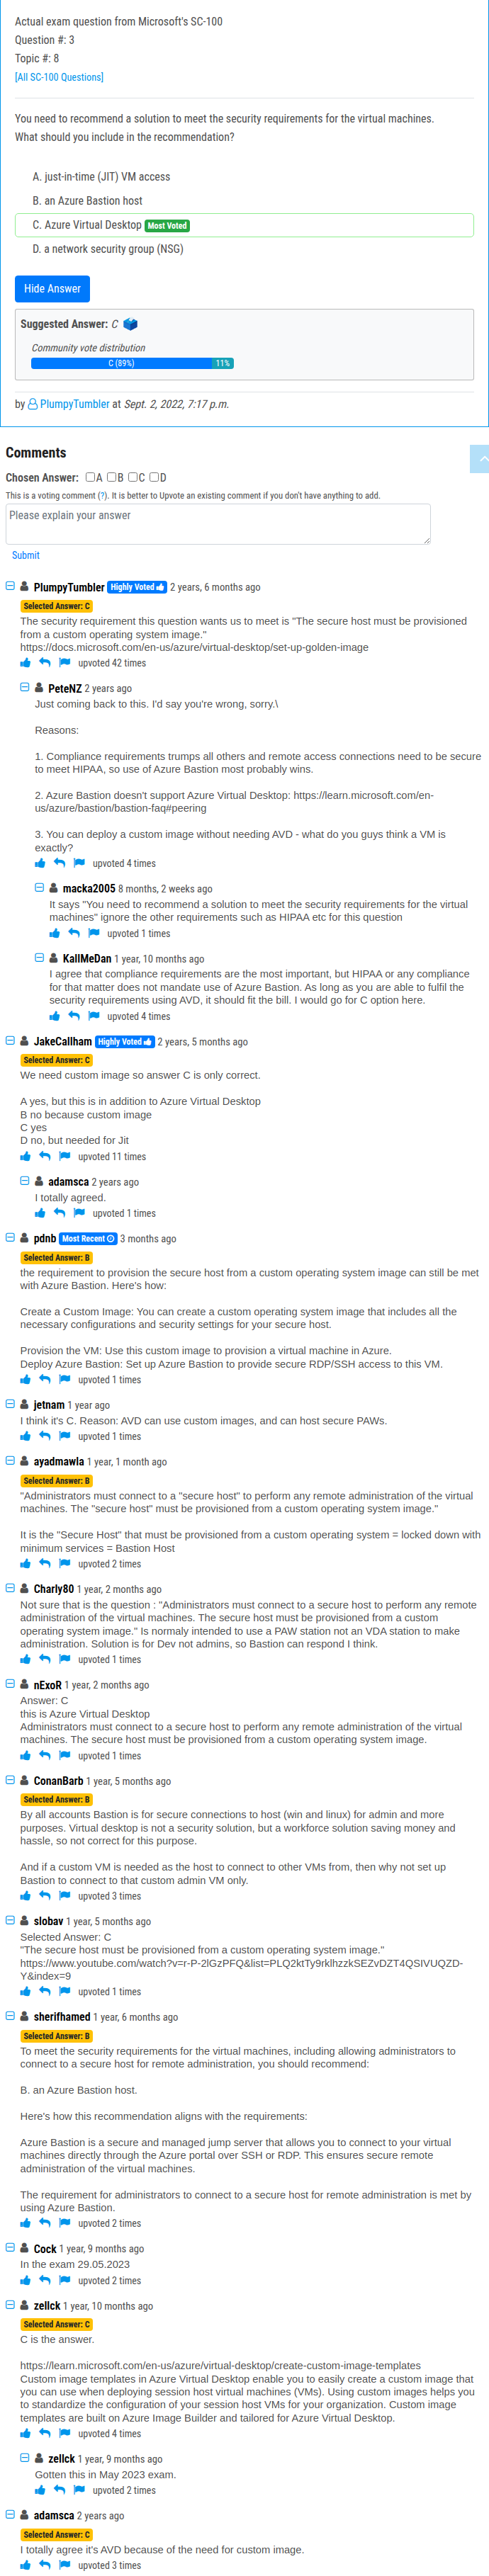 Actual exam question from Microsoft's SC-100
Question #: 3
Topic #: 8
[All SC-100 Questions]
You need to recommend a solution to meet the security requirements for the virtual machines.
What should you include in the recommendation?
A. just-in-time (JIT) VM access
B. an Azure Bastion host
C. Azure Virtual Desktop Most Voted
D. a network security group (NSG)
Hide Answer
Suggested Answer: C
Community vote distribution
C (89%) 11%
by PlumpyTumbler at Sept. 2, 2022, 7:17 p.m.
Comments
Chosen Answer: A B C D
This is a voting comment (?). It is better to Upvote an existing comment if you don't have anything to add.
Please explain your answer
Submit
PlumpyTumbler Highly Voted 2 years, 6 months ago
Selected Answer: C
The security requirement this question wants us to meet is "The secure host must be provisioned
from a custom operating system image."
https://docs.microsoft.com/en-us/azure/virtual-desktop/set-up-golden-image
upvoted 42 times
PeteNZ 2 years ago
Just coming back to this. I'd say you're wrong, sorry.\
Reasons:
1. Compliance requirements trumps all others and remote access connections need to be secure
to meet HIPAA, so use of Azure Bastion most probably wins.
2. Azure Bastion doesn't support Azure Virtual Desktop: https://learn.microsoft.com/en-
us/azure/bastion/bastion-faq#peering
3. You can deploy a custom image without needing AVD - what do you guys think a VM is
exactly?
upvoted 4 times
macka2005 8 months, 2 weeks ago
It says "You need to recommend a solution to meet the security requirements for the virtual
machines" ignore the other requirements such as HIPAA etc for this question
upvoted 1 times
KallMeDan 1 year, 10 months ago
I agree that compliance requirements are the most important, but HIPAA or any compliance
for that matter does not mandate use of Azure Bastion. As long as you are able to fulfil the
security requirements using AVD, it should fit the bill. I would go for C option here.
upvoted 4 times
JakeCallham Highly Voted 2 years, 5 months ago
Selected Answer: C
We need custom image so answer C is only correct.
A yes, but this is in addition to Azure Virtual Desktop
B no because custom image
C yes
D no, but needed for Jit
upvoted 11 times
adamsca 2 years ago
I totally agreed.
upvoted 1 times
pdnb Most Recent 3 months ago
Selected Answer: B
the requirement to provision the secure host from a custom operating system image can still be met
with Azure Bastion. Here's how:
Create a Custom Image: You can create a custom operating system image that includes all the
necessary configurations and security settings for your secure host.
Provision the VM: Use this custom image to provision a virtual machine in Azure.
Deploy Azure Bastion: Set up Azure Bastion to provide secure RDP/SSH access to this VM.
upvoted 1 times
jetnam 1 year ago
I think it's C. Reason: AVD can use custom images, and can host secure PAWs.
upvoted 1 times
ayadmawla 1 year, 1 month ago
Selected Answer: B
"Administrators must connect to a "secure host" to perform any remote administration of the virtual
machines. The "secure host" must be provisioned from a custom operating system image."
It is the "Secure Host" that must be provisioned from a custom operating system = locked down with
minimum services = Bastion Host
upvoted 2 times
Charly80 1 year, 2 months ago
Not sure that is the question : "Administrators must connect to a secure host to perform any remote
administration of the virtual machines. The secure host must be provisioned from a custom
operating system image." Is normaly intended to use a PAW station not an VDA station to make
administration. Solution is for Dev not admins, so Bastion can respond I think.
upvoted 1 times
nExoR 1 year, 2 months ago
Answer: C
this is Azure Virtual Desktop
Administrators must connect to a secure host to perform any remote administration of the virtual
machines. The secure host must be provisioned from a custom operating system image.
upvoted 1 times
ConanBarb 1 year, 5 months ago
Selected Answer: B
By all accounts Bastion is for secure connections to host (win and linux) for admin and more
purposes. Virtual desktop is not a security solution, but a workforce solution saving money and
hassle, so not correct for this purpose.
And if a custom VM is needed as the host to connect to other VMs from, then why not set up
Bastion to connect to that custom admin VM only.
upvoted 3 times
slobav 1 year, 5 months ago
Selected Answer: C
"The secure host must be provisioned from a custom operating system image."
https://www.youtube.com/watch?v=r-P-2lGzPFQ&list=PLQ2ktTy9rklhzzkSEZvDZT4QSIVUQZD-
Y&index=9
upvoted 1 times
sherifhamed 1 year, 6 months ago
Selected Answer: B
To meet the security requirements for the virtual machines, including allowing administrators to
connect to a secure host for remote administration, you should recommend:
B. an Azure Bastion host.
Here's how this recommendation aligns with the requirements:
Azure Bastion is a secure and managed jump server that allows you to connect to your virtual
machines directly through the Azure portal over SSH or RDP. This ensures secure remote
administration of the virtual machines.
The requirement for administrators to connect to a secure host for remote administration is met by
using Azure Bastion.
upvoted 2 times
Cock 1 year, 9 months ago
In the exam 29.05.2023
upvoted 2 times
zellck 1 year, 10 months ago
Selected Answer: C
C is the answer.
https://learn.microsoft.com/en-us/azure/virtual-desktop/create-custom-image-templates
Custom image templates in Azure Virtual Desktop enable you to easily create a custom image that
you can use when deploying session host virtual machines (VMs). Using custom images helps you
to standardize the configuration of your session host VMs for your organization. Custom image
templates are built on Azure Image Builder and tailored for Azure Virtual Desktop.
upvoted 4 times
zellck 1 year, 9 months ago
Gotten this in May 2023 exam.
upvoted 2 times
adamsca 2 years ago
Selected Answer: C
I totally agree it's AVD because of the need for custom image.
upvoted 3 times